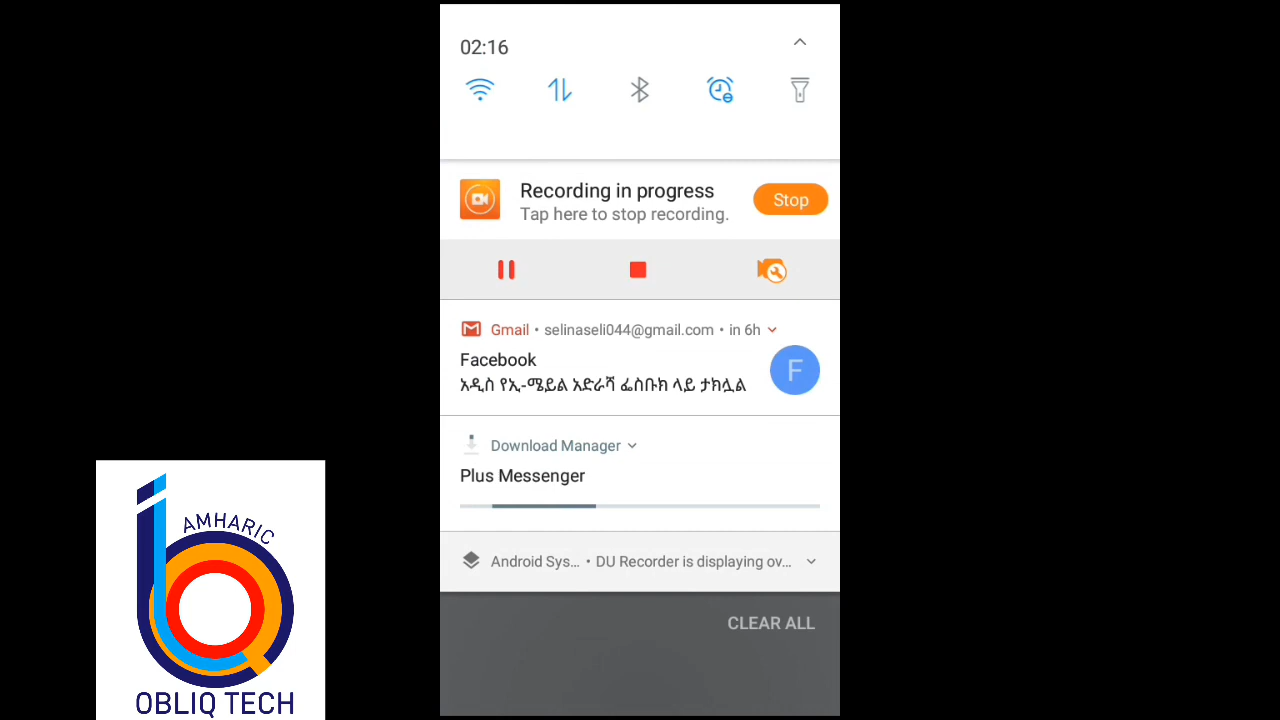 02:16
Recording in progress
Tap here to stop recording.
Stop
Gmail • selinaseli044@gmail.com • in 6h
Facebook
አዲስ የኢ-ሜይል አድራሻ ፌስቡክ ላይ ታክሏል
F
Download Manager
Plus Messenger
Android Sys... • DU Recorder is displaying ov...
CLEAR ALL
AMHARIC
OBLIQ TECH